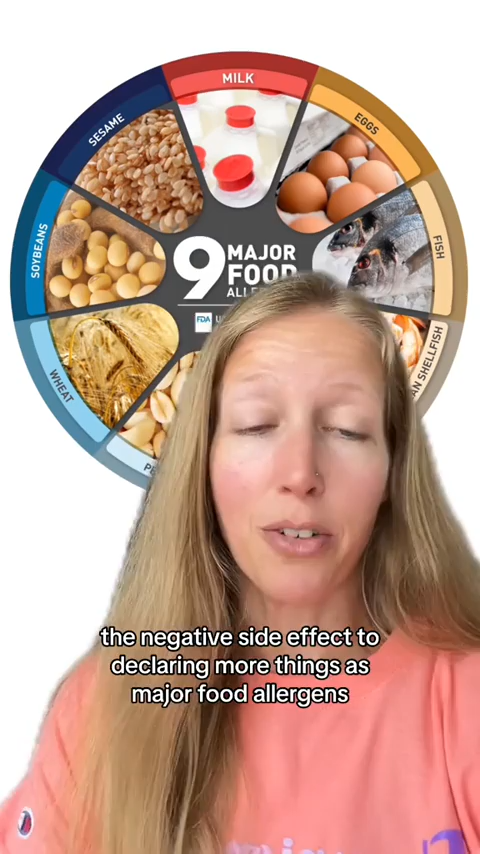 MILK
EGGS
SESAME
FISH
SOYBEANS
9 MAJOR
FOOD
FDA
WHEAT
SHELLFISH
the negative side effect to
declaring more things as
major food allergens